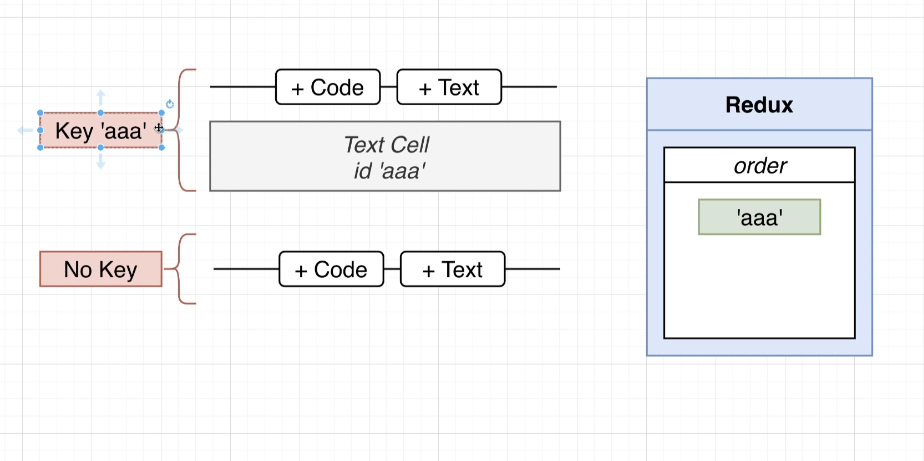 + Code
+ Text
Key 'aaa'
Text Cell
id 'aaa'
No Key
+ Code
+ Text
Redux
order
'aaa'